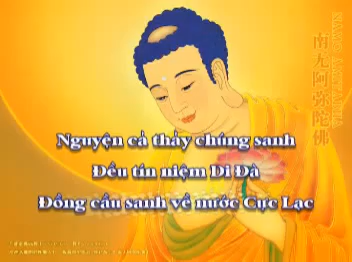 Nguyện cả thảy chúng sanh
Đều tín niệm Di Đà
Đồng cầu sanh về nước Cực Lạc
南无阿弥陀佛